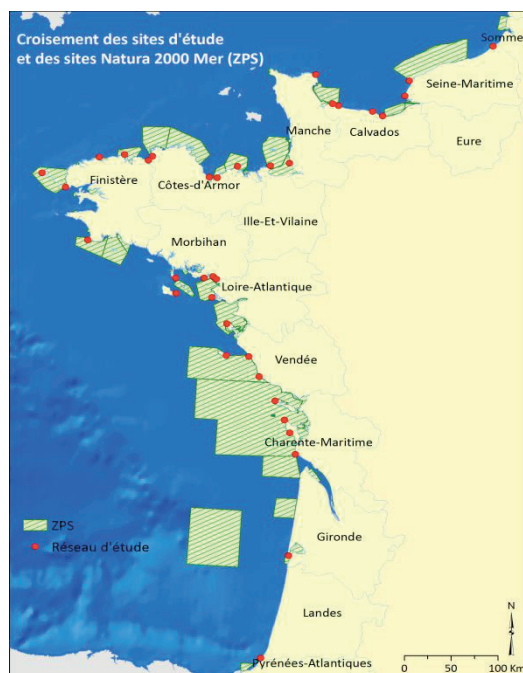 Croisement des sites d'étude
et des sites Natura 2000 Mer (ZPS)
Somme
Seine-Maritime
Manche
Calvados
Eure
Finistère
Côtes-d'Armor
Ille-Et-Vilaine
Morbihan
Loire-Atlantique
Vendée
Charente-Maritime
ZPS
Réseau d'étude
Gironde
Landes
Pyrénées-Atlantiques
N
0 50 100 Km